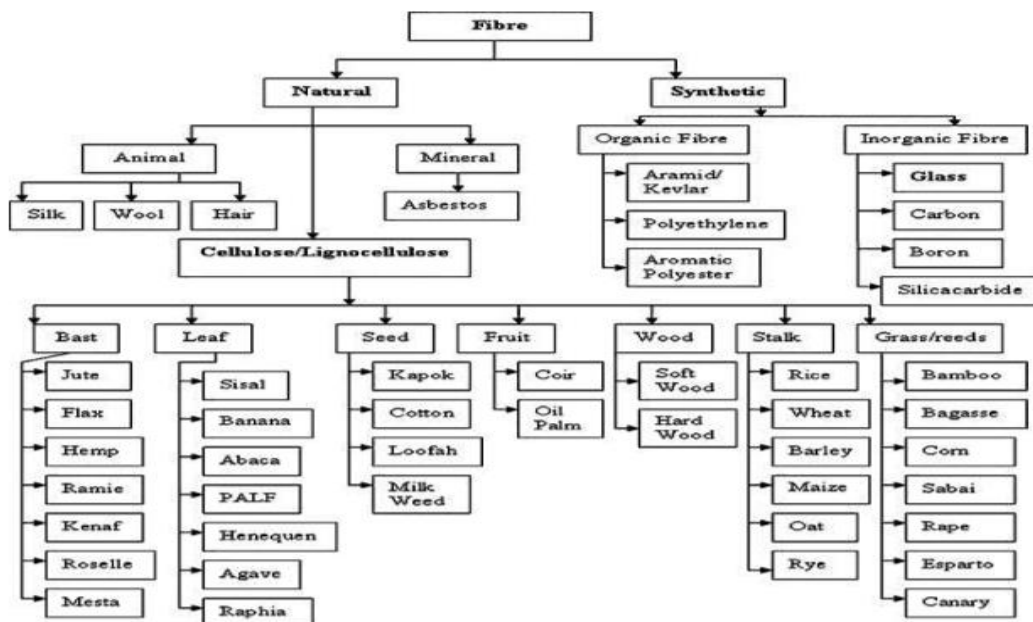 Fibre
Natural
Synthetic
Animal
Mineral
Organic Fibre
Inorganic Fibre
Silk
Wool
Hair
Asbestos
Aramid/
Kevlar
Polyethylene
Aromatic
Polyester
Glass
Carbon
Boron
Silicacarbide
Cellulose/Lignocellulose
Bast
Leaf
Seed
Fruit
Wood
Stalk
Grass/reeds
Jute
Flax
Hemp
Ramie
Kenaf
Roselle
Mesta
Sisal
Banana
Abaca
PALF
Henequen
Agave
Raphia
Kapok
Cotton
Loofah
Milk
Weed
Coir
Oil
Palm
Soft
Wood
Hard
Wood
Rice
Wheat
Barley
Maize
Oat
Rye
Bamboo
Bagasse
Corn
Sabai
Rape
Esparto
Canary